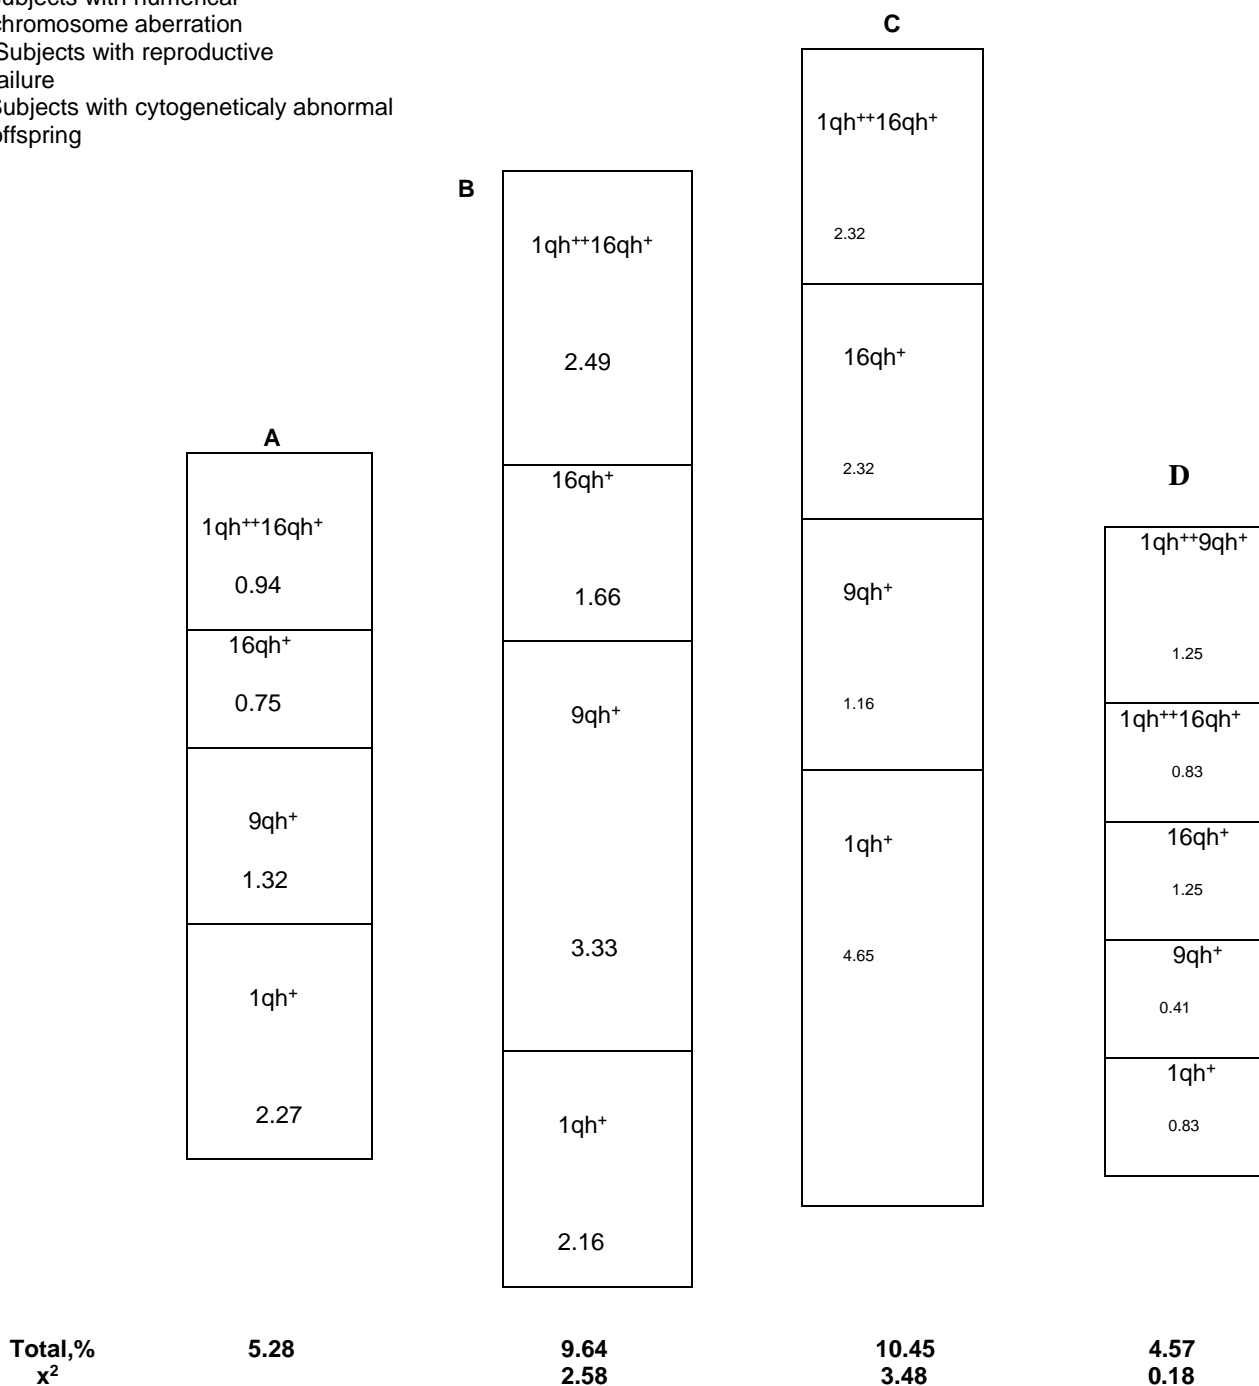 chromosome aberration
Subjects with reproductive
ailure
Subjects with cytogeneticaly abnormal
offspring
A
1qh⁺⁺16qh⁺
0.94
16qh⁺
0.75
9qh⁺
1.32
1qh⁺
2.27
B
1qh⁺⁺16qh⁺
2.49
16qh⁺
1.66
9qh⁺
3.33
1qh⁺
2.16
C
1qh⁺⁺16qh⁺
2.32
16qh⁺
2.32
9qh⁺
1.16
1qh⁺
4.65
D
1qh⁺⁺9qh⁺
1.25
1qh⁺⁺16qh⁺
0.83
16qh⁺
1.25
9qh⁺
0.41
1qh⁺
0.83
Total,% 5.28 9.64 10.45 4.57
x² 2.58 3.48 0.18